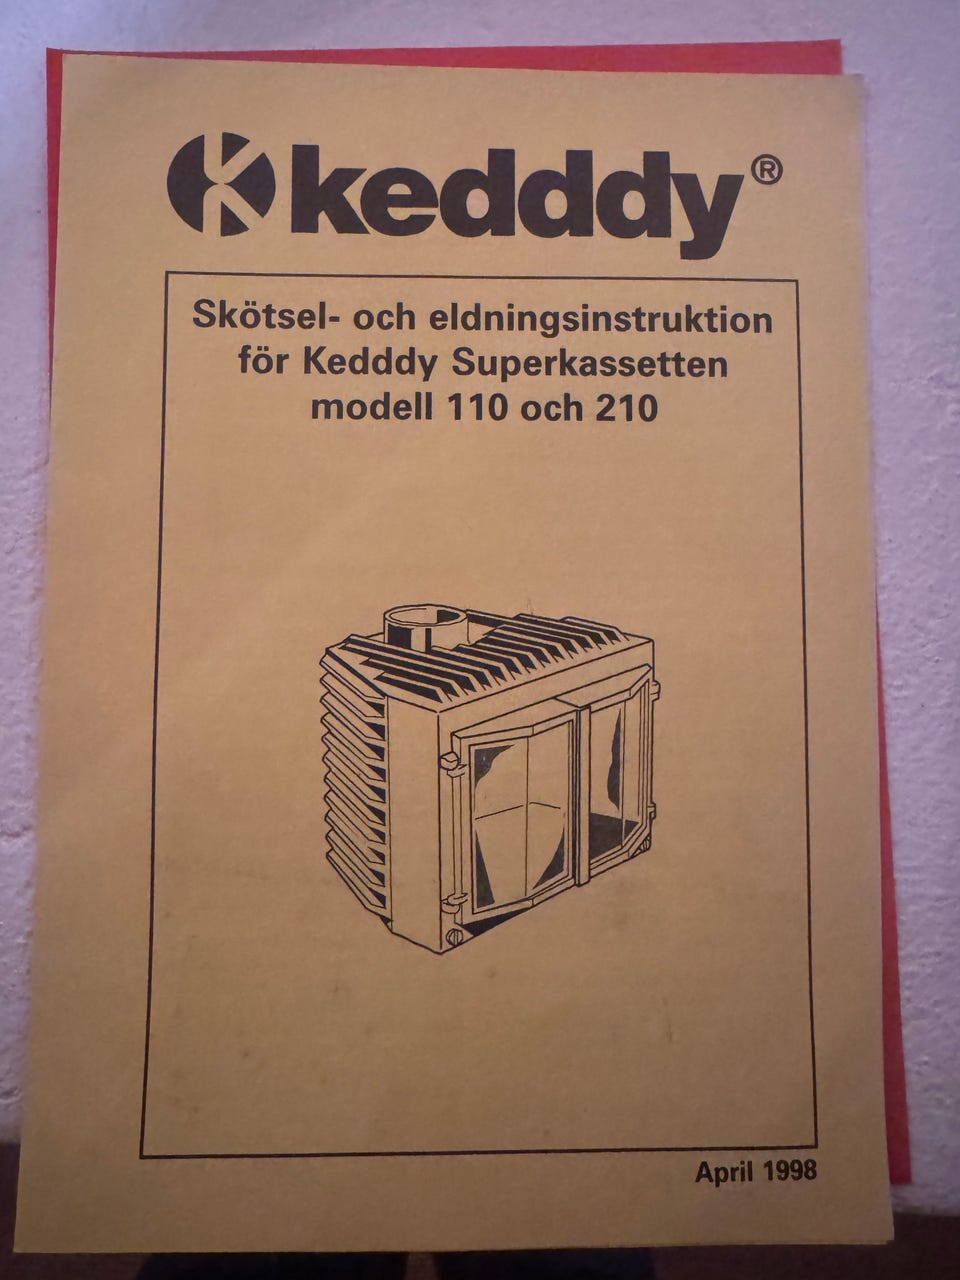 kedddy®
Skötsel- och eldningsinstruktion
för Kedddy Superkassetten
modell 110 och 210
April 1998